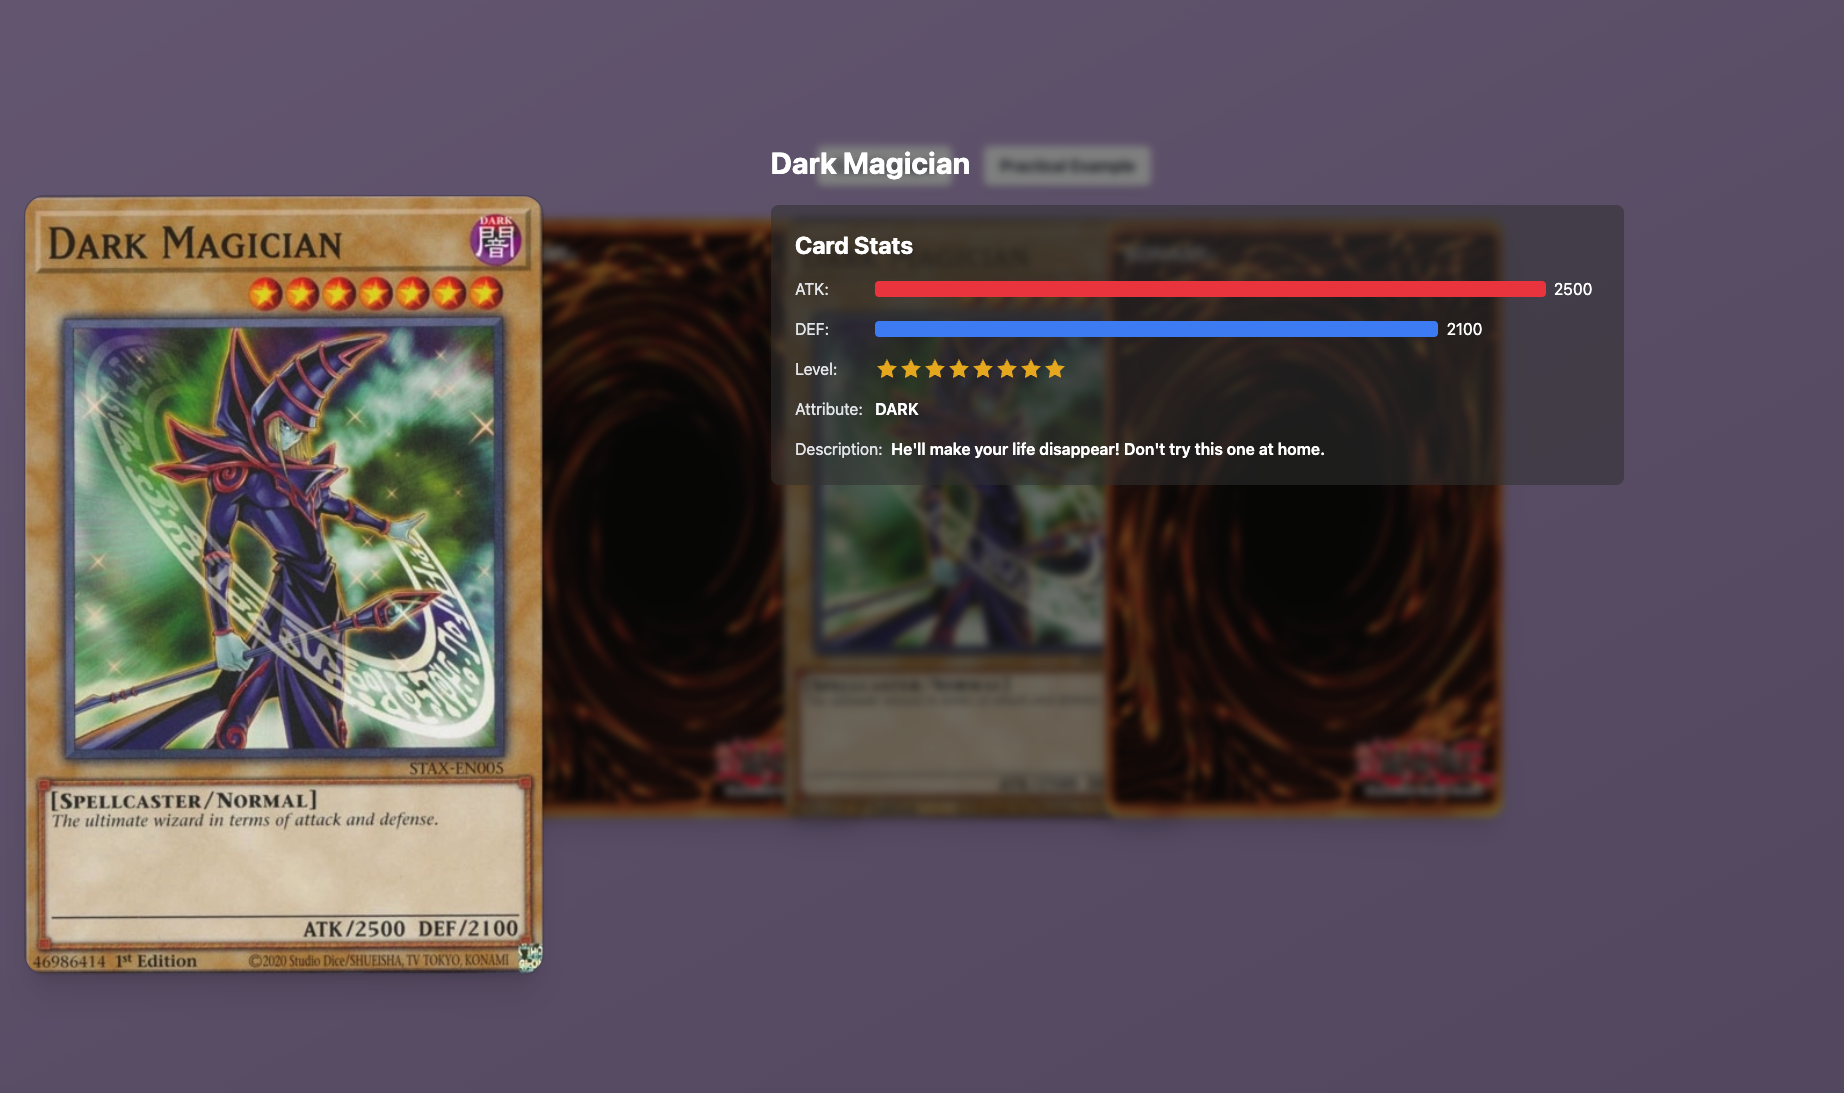 Dark Magician
Practical Example
DARK MAGICIAN
DARK
闇
STAX-EN005
[SPELLCASTER/NORMAL]
The ultimate wizard in terms of attack and defense.
ATK/2500 DEF/2100
46986414 1st Edition ©2020 Studio Dice/SHUEISHA, TV TOKYO, KONAMI
Card Stats
ATK: 2500
DEF: 2100
Level:
Attribute: DARK
Description: He'll make your life disappear! Don't try this one at home.